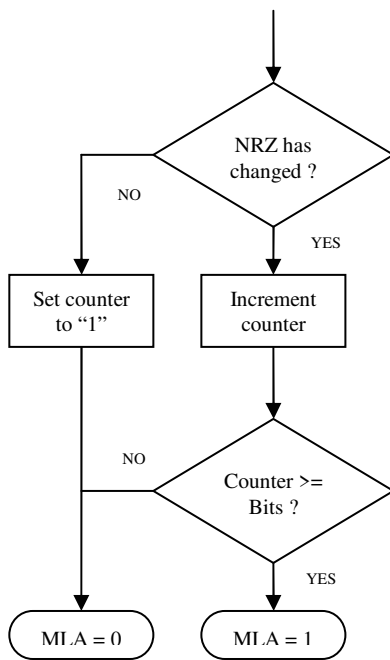 NRZ has
changed ?
NO
YES
Set counter
to “1”
Increment
counter
NO
Counter >=
Bits ?
YES
MLA = 0
MLA = 1